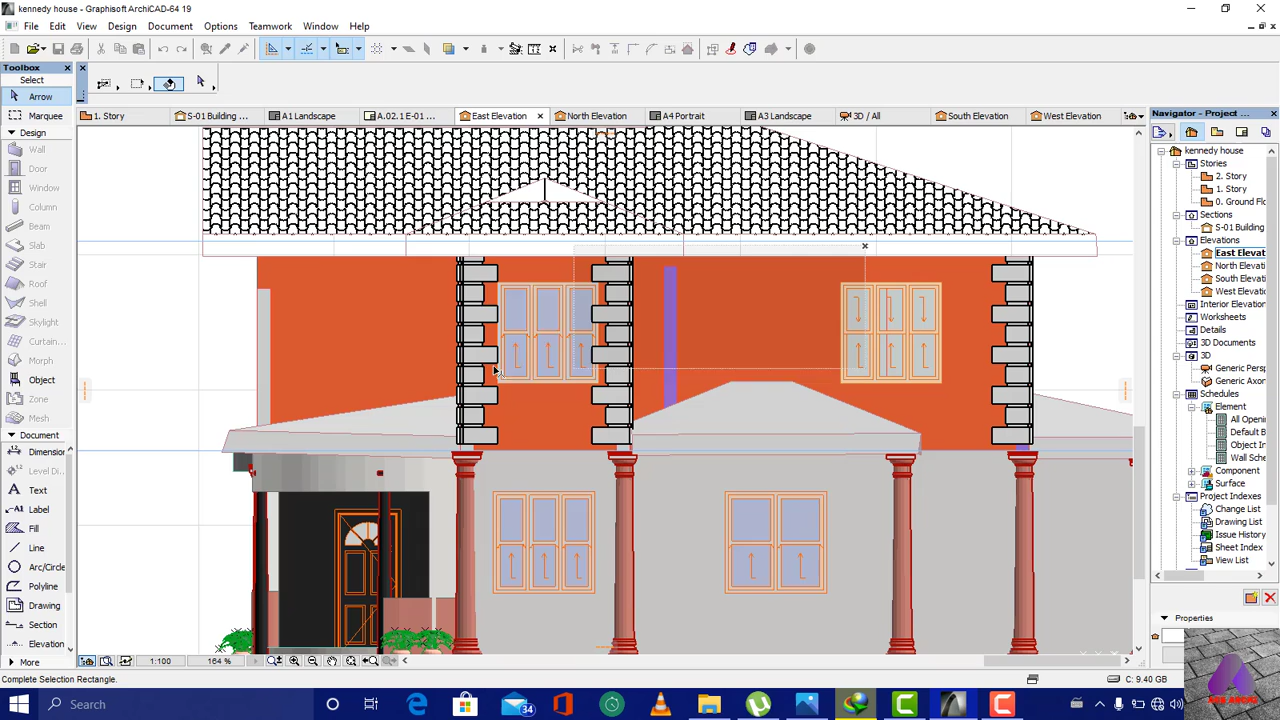 kennedy house - Graphisoft ArchiCAD-64 19
File Edit View Design Document Options Teamwork Window Help
Toolbox
Select
Arrow
Marquee
Design
Wall
Door
Window
Column
Beam
Slab
Stair
Roof
Shell
Skylight
Curtain...
Morph
Object
Zone
Mesh
Document
Dimension
Level Di...
Text
Label
Fill
Line
Arc/Circle
Polyline
Drawing
Section
Elevation
More
1. Story
S-01 Building ...
A1 Landscape
A.02.1 E-01 ...
East Elevation
North Elevation
A4 Portrait
A3 Landscape
3D / All
South Elevation
West Elevation
Navigator - Project ...
kennedy house
Stories
2. Story
1. Story
0. Ground Flo
Sections
S-01 Building
Elevations
East Elevat
North Elevati
South Elevati
West Elevati
Interior Elevation
Worksheets
Details
3D Documents
3D
Generic Persp
Generic Axon
Schedules
Element
All Openi
Default B
Object In
Wall Sche
Component
Surface
Project Indexes
Change List
Drawing List
Issue History
Sheet Index
View List
Properties
1:100
164 %
Complete Selection Rectangle.
C: 9.40 GB
Search
34